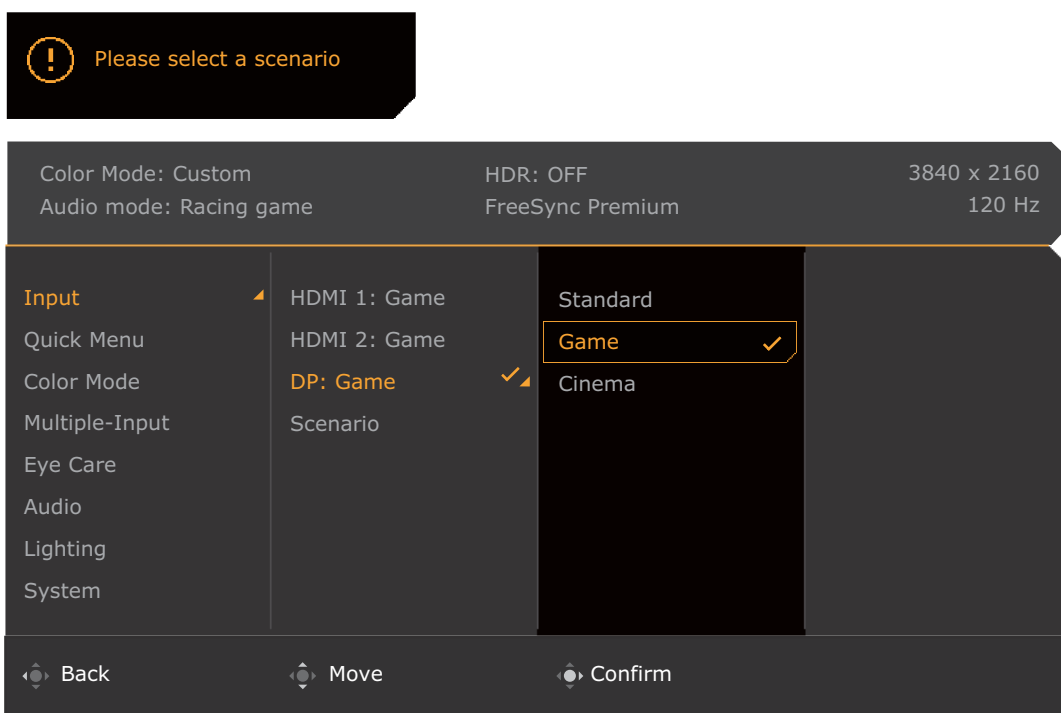 Please select a scenario
Color Mode: Custom
Audio mode: Racing game
HDR: OFF
FreeSync Premium
3840 x 2160
120 Hz
Input
Quick Menu
Color Mode
Multiple-Input
Eye Care
Audio
Lighting
System
HDMI 1: Game
HDMI 2: Game
DP: Game
Scenario
Standard
Game
Cinema
Back
Move
Confirm